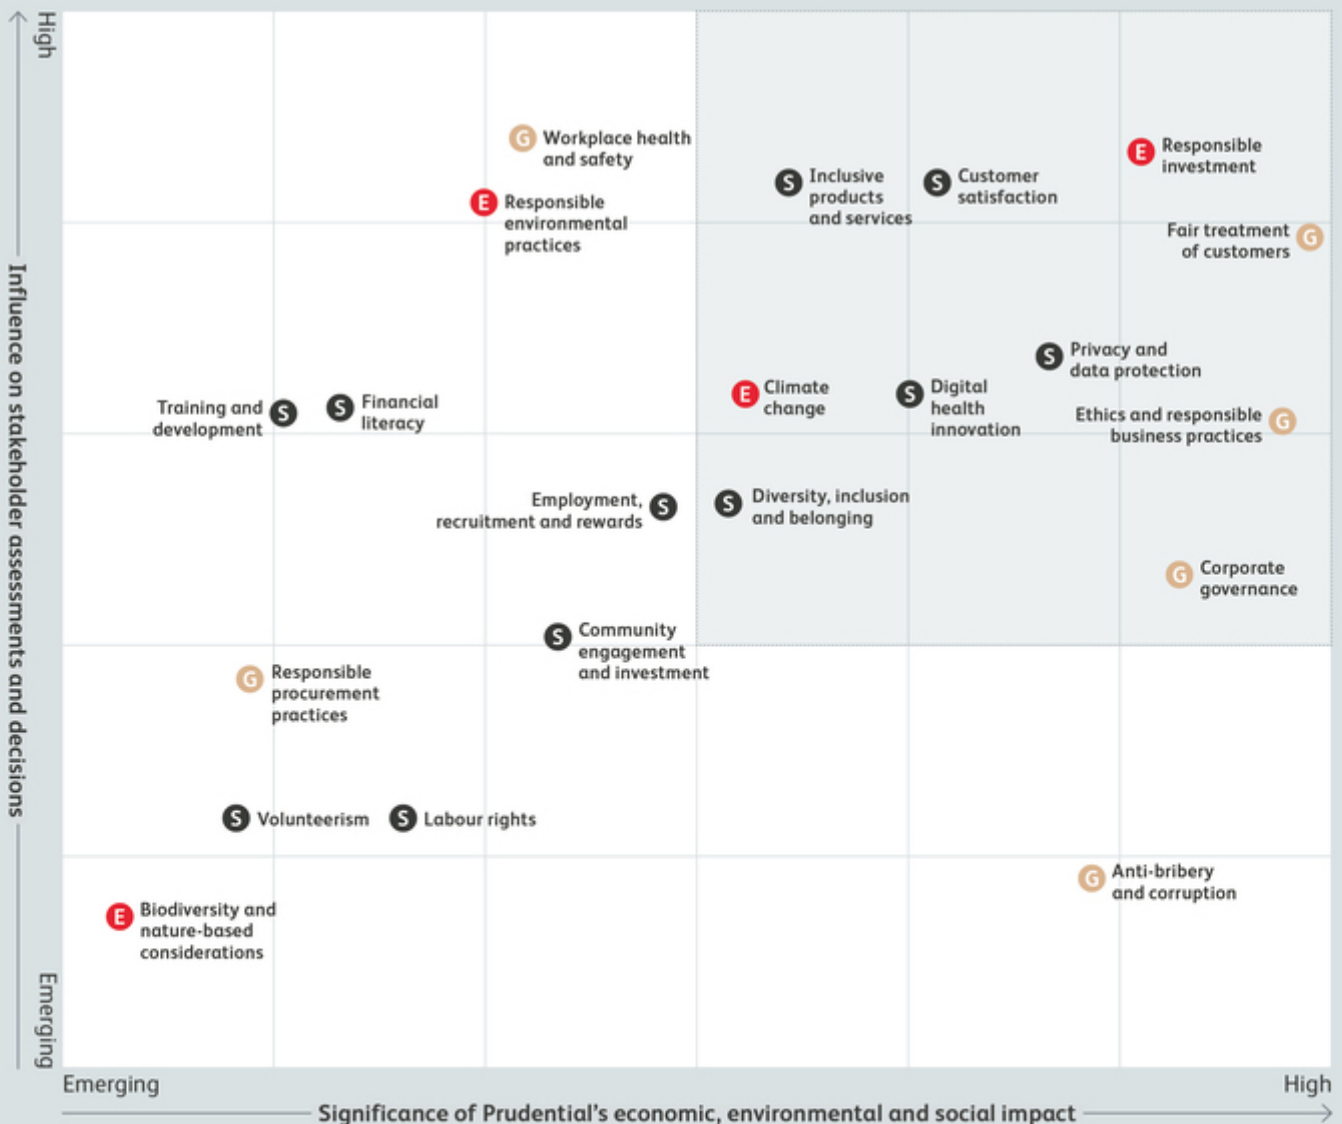 High
Influence on stakeholder assessments and decisions
Emerging
G Workplace health
and safety
E Responsible
environmental
practices
S Inclusive
products
and services
S Customer
satisfaction
E Responsible
investment
Fair treatment G
of customers
S Privacy and
data protection
Training and S
development
S Financial
literacy
E Climate
change
S Digital
health
innovation
Ethics and responsible G
business practices
Employment, S
recruitment and rewards
S Diversity, inclusion
and belonging
G Corporate
governance
S Community
engagement
and investment
G Responsible
procurement
practices
S Volunteerism
S Labour rights
G Anti-bribery
and corruption
E Biodiversity and
nature-based
considerations
Emerging
High
Significance of Prudential's economic, environmental and social impact